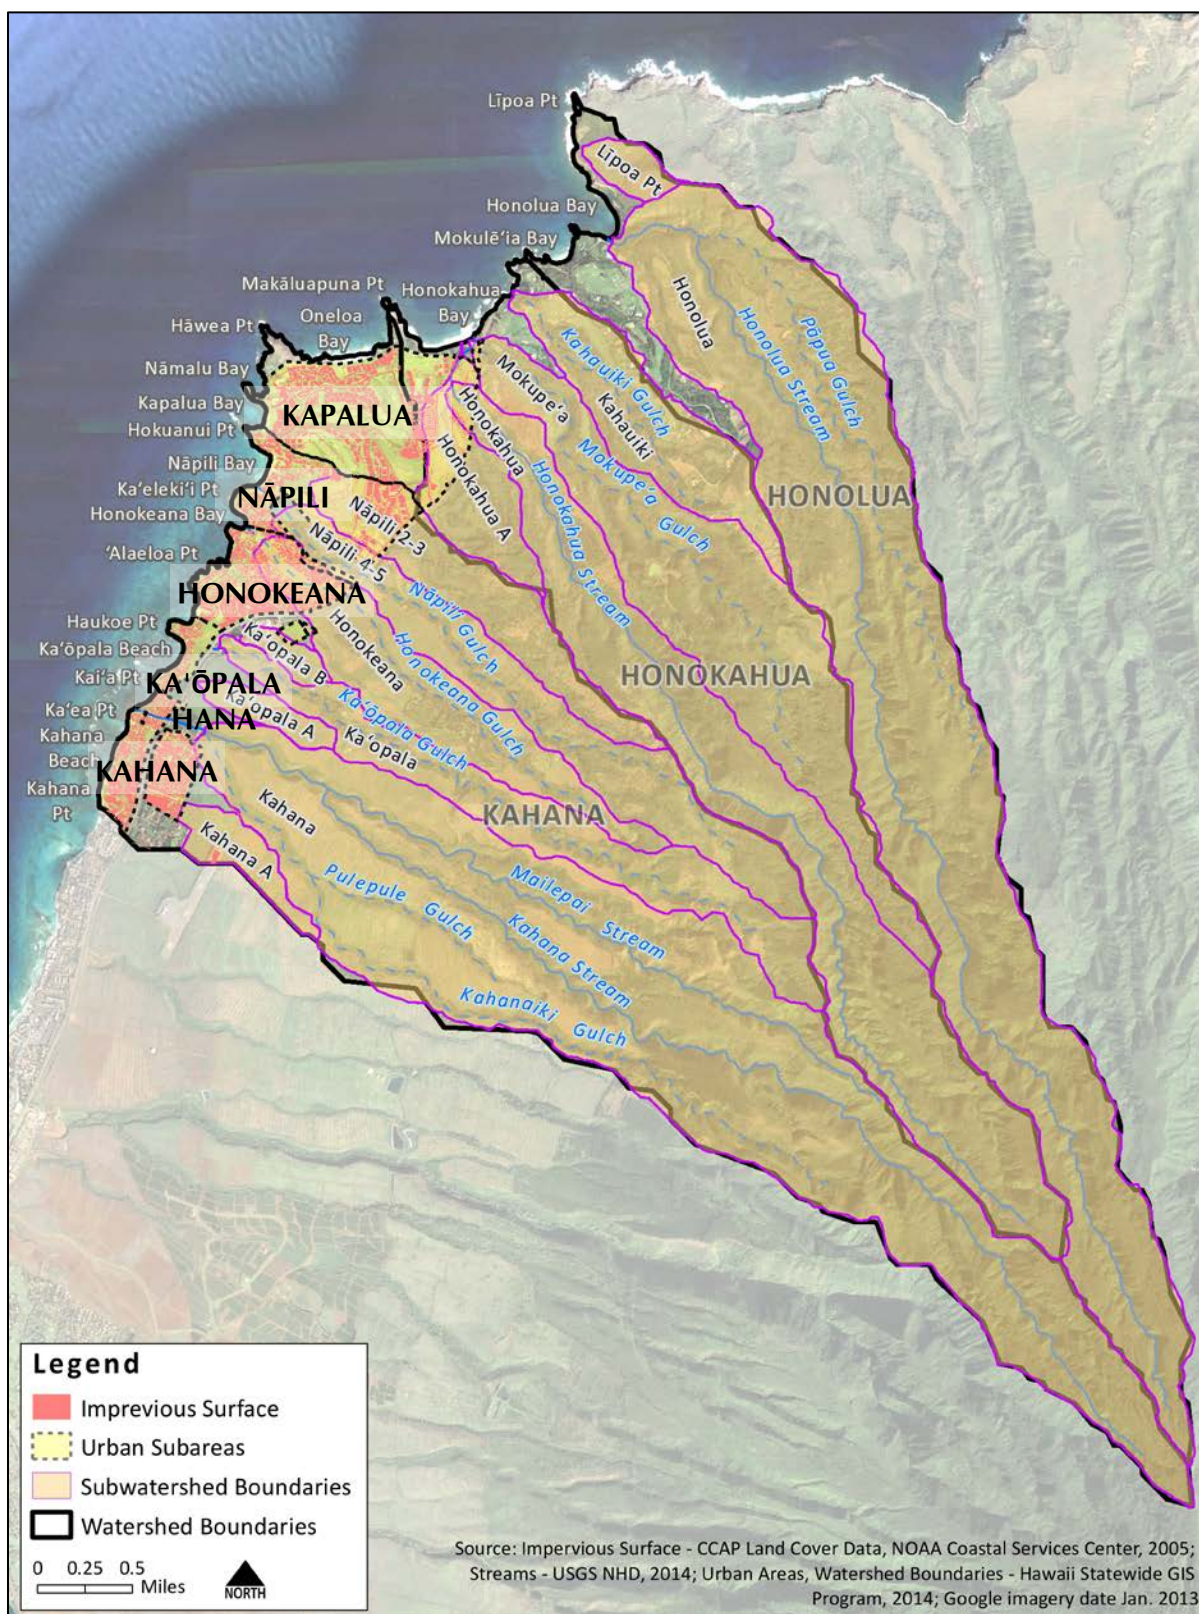 Līpoa Pt
Līpoa Pt
Honolua Bay
Mokulē‘ia Bay
Makāluapuna Pt
Honokahua
Bay
Oneloa
Bay
Hāwea Pt
Nāmalu Bay
Kapalua Bay
Hokuanui Pt
Nāpili Bay
Ka‘eleki‘i Pt
Honokeana Bay
‘Alaeloa Pt
Haukoe Pt
Ka‘ōpala Beach
Kai‘a Pt
Ka‘ea Pt
Kahana
Beach
Kahana
Pt
KAPALUA
NĀPILI
HONOKEANA
KA‘ŌPALA
HANA
KAHANA
Honolua
Honolua Stream
Pōpua Gulch
Kahauiki Gulch
Kahauiki
Mokupe‘a
Mokupe‘a Gulch
Honokahua
Honokahua A
Honokahua Stream
HONOLUA
HONOKAHUA
KAHANA
Nāpili 2-3
Nāpili 4-5
Nāpili Gulch
Honokeana
Honokeana Gulch
Ka‘opala B
Ka‘ōpala Gulch
Ka‘opala A
Ka‘opala
Kahana
Kahana A
Pulepule Gulch
Mailepai Stream
Kahana Stream
Kahanaiki Gulch
Legend
Imprevious Surface
Urban Subareas
Subwatershed Boundaries
Watershed Boundaries
0 0.25 0.5
Miles
NORTH
Source: Impervious Surface - CCAP Land Cover Data, NOAA Coastal Services Center, 2005;
Streams - USGS NHD, 2014; Urban Areas, Watershed Boundaries - Hawaii Statewide GIS
Program, 2014; Google imagery date Jan. 2013